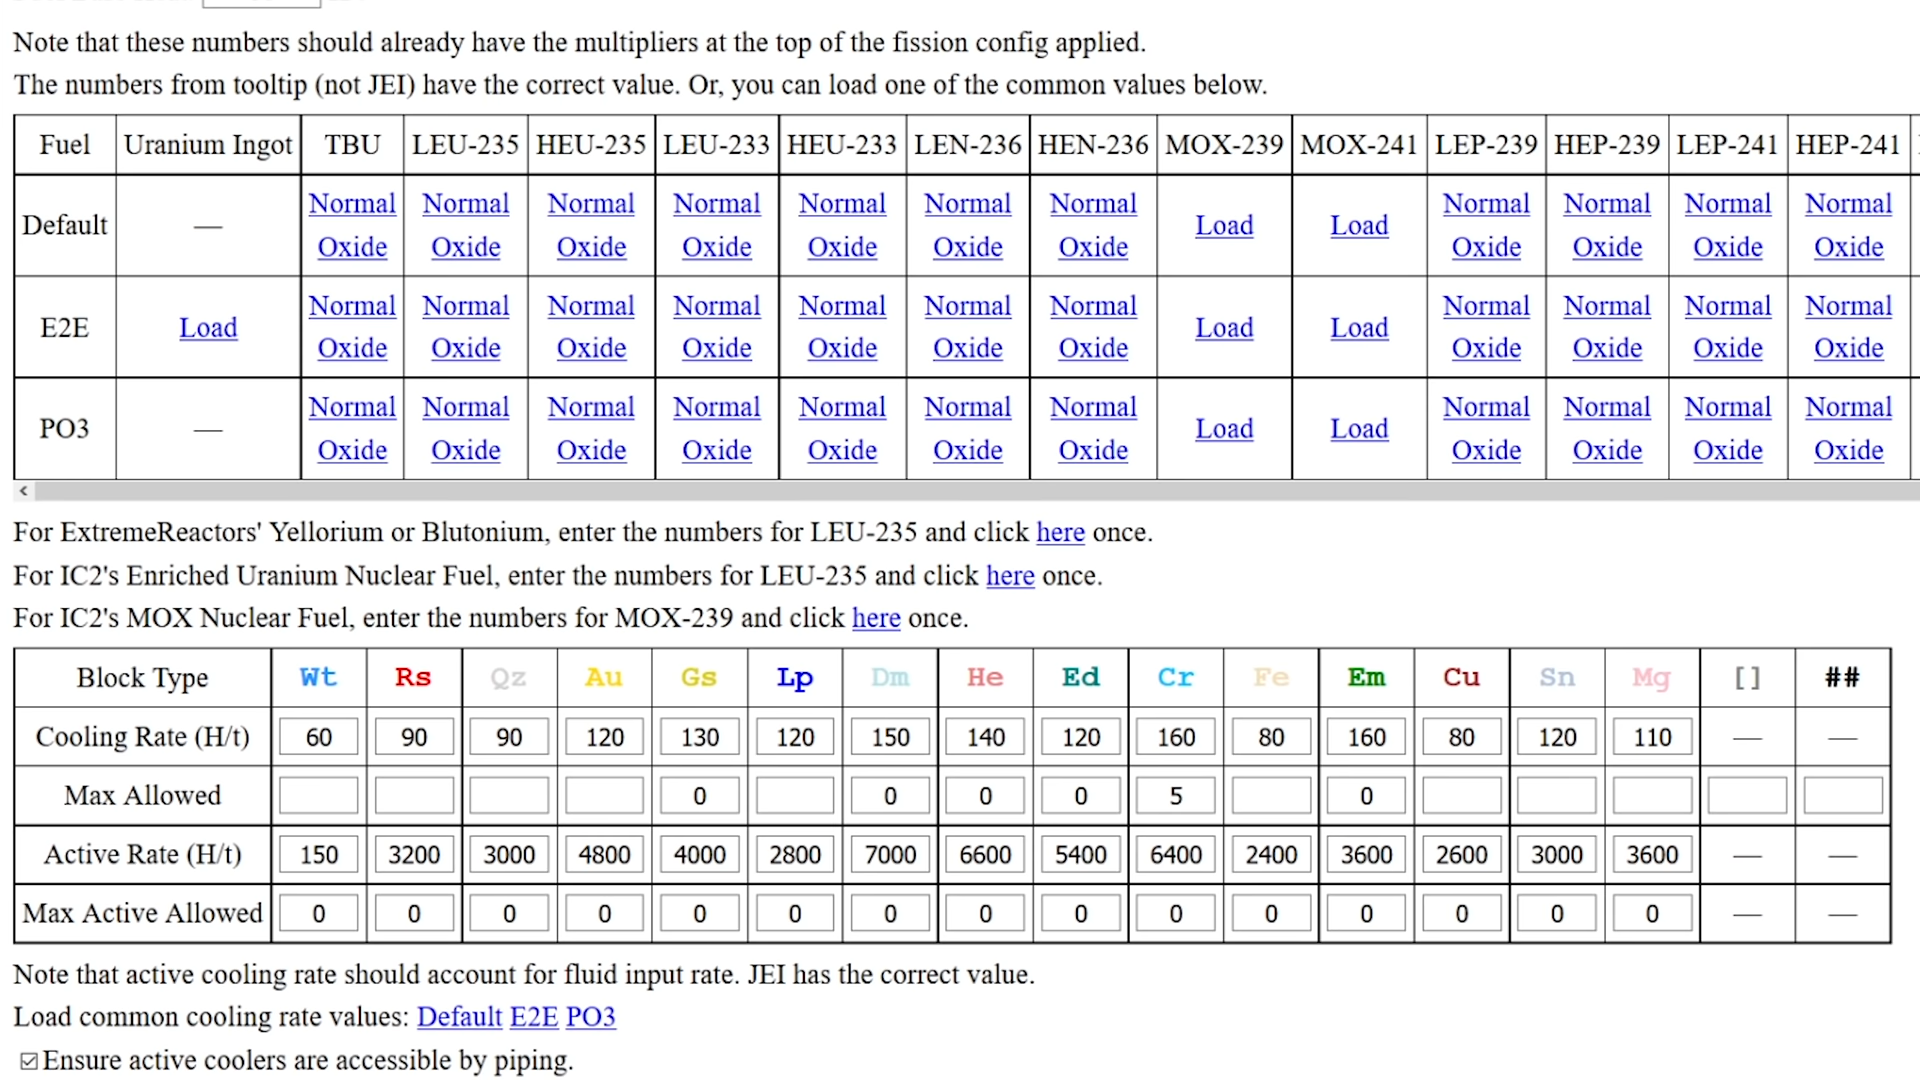 Note that these numbers should already have the multipliers at the top of the fission config applied.
The numbers from tooltip (not JEI) have the correct value. Or, you can load one of the common values below.
Fuel Uranium Ingot TBU LEU-235 HEU-235 LEU-233 HEU-233 LEN-236 HEN-236 MOX-239 MOX-241 LEP-239 HEP-239 LEP-241 HEP-241
Default — Normal Oxide Normal Oxide Normal Oxide Normal Oxide Normal Oxide Normal Oxide Normal Oxide Load Load Normal Oxide Normal Oxide Normal Oxide Normal Oxide
E2E Load Normal Oxide Normal Oxide Normal Oxide Normal Oxide Normal Oxide Normal Oxide Normal Oxide Load Load Normal Oxide Normal Oxide Normal Oxide Normal Oxide
PO3 — Normal Oxide Normal Oxide Normal Oxide Normal Oxide Normal Oxide Normal Oxide Normal Oxide Load Load Normal Oxide Normal Oxide Normal Oxide Normal Oxide
For ExtremeReactors' Yellorium or Blutonium, enter the numbers for LEU-235 and click here once.
For IC2's Enriched Uranium Nuclear Fuel, enter the numbers for LEU-235 and click here once.
For IC2's MOX Nuclear Fuel, enter the numbers for MOX-239 and click here once.
Block Type Wt Rs Qz Au Gs Lp Dm He Ed Cr Fe Em Cu Sn Mg [] ##
Cooling Rate (H/t) 60 90 90 120 130 120 150 140 120 160 80 160 80 120 110 — —
Max Allowed 0 0 0 0 5 0
Active Rate (H/t) 150 3200 3000 4800 4000 2800 7000 6600 5400 6400 2400 3600 2600 3000 3600 — —
Max Active Allowed 0 0 0 0 0 0 0 0 0 0 0 0 0 0 0 — —
Note that active cooling rate should account for fluid input rate. JEI has the correct value.
Load common cooling rate values: Default E2E PO3
Ensure active coolers are accessible by piping.